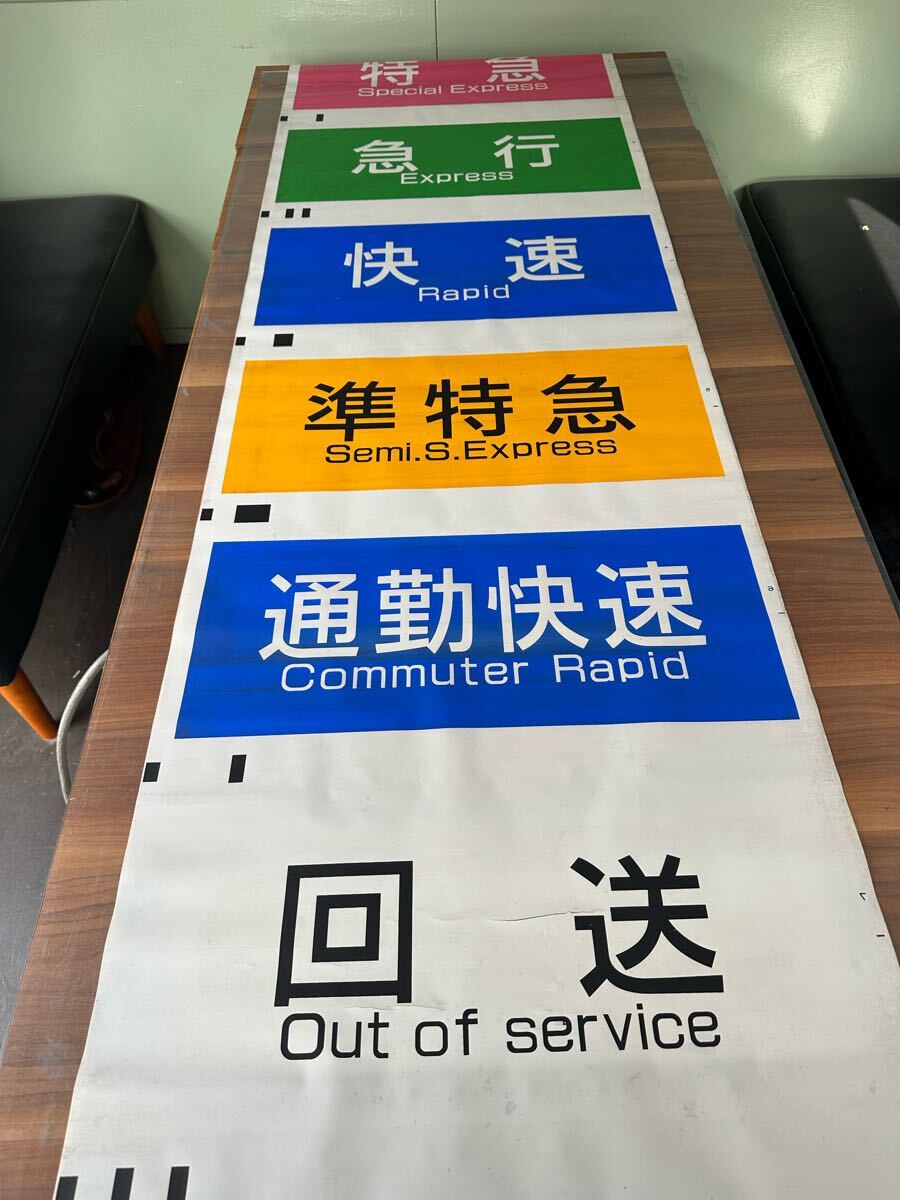 特 急
Special Express
急 行
Express
快 速
Rapid
準特急
Semi.S.Express
通勤快速
Commuter Rapid
回 送
Out of service